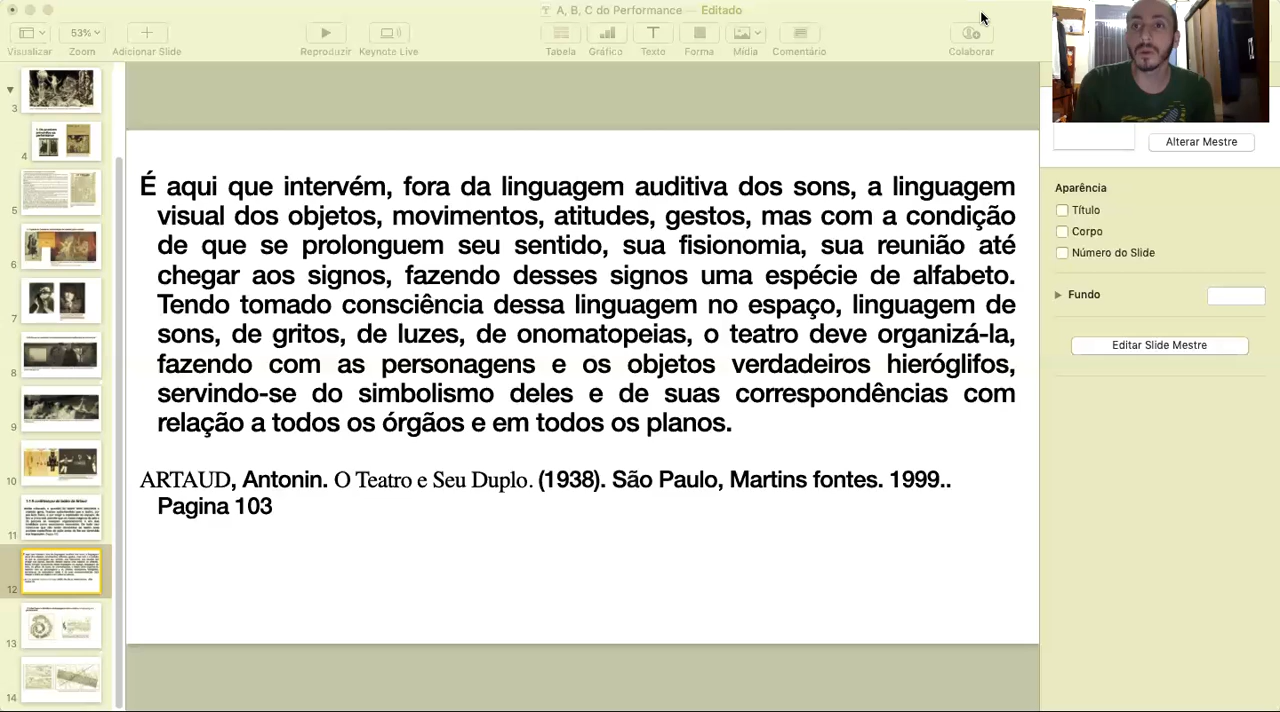 A, B, C do Performance — Editado
53%
Visualizar
Zoom
Adicionar Slide
Reproduzir
Keynote Live
Tabela
Gráfico
Texto
Forma
Mídia
Comentário
Colaborar
3
4
5
6
7
8
9
10
11
12
13
14
É aqui que intervém, fora da linguagem auditiva dos sons, a linguagem
visual dos objetos, movimentos, atitudes, gestos, mas com a condição
de que se prolonguem seu sentido, sua fisionomia, sua reunião até
chegar aos signos, fazendo desses signos uma espécie de alfabeto.
Tendo tomado consciência dessa linguagem no espaço, linguagem de
sons, de gritos, de luzes, de onomatopeias, o teatro deve organizá-la,
fazendo com as personagens e os objetos verdadeiros hieróglifos,
servindo-se do simbolismo deles e de suas correspondências com
relação a todos os órgãos e em todos os planos.
ARTAUD, Antonin. O Teatro e Seu Duplo. (1938). São Paulo, Martins fontes. 1999..
Pagina 103
Alterar Mestre
Aparência
Título
Corpo
Número do Slide
Fundo
Editar Slide Mestre